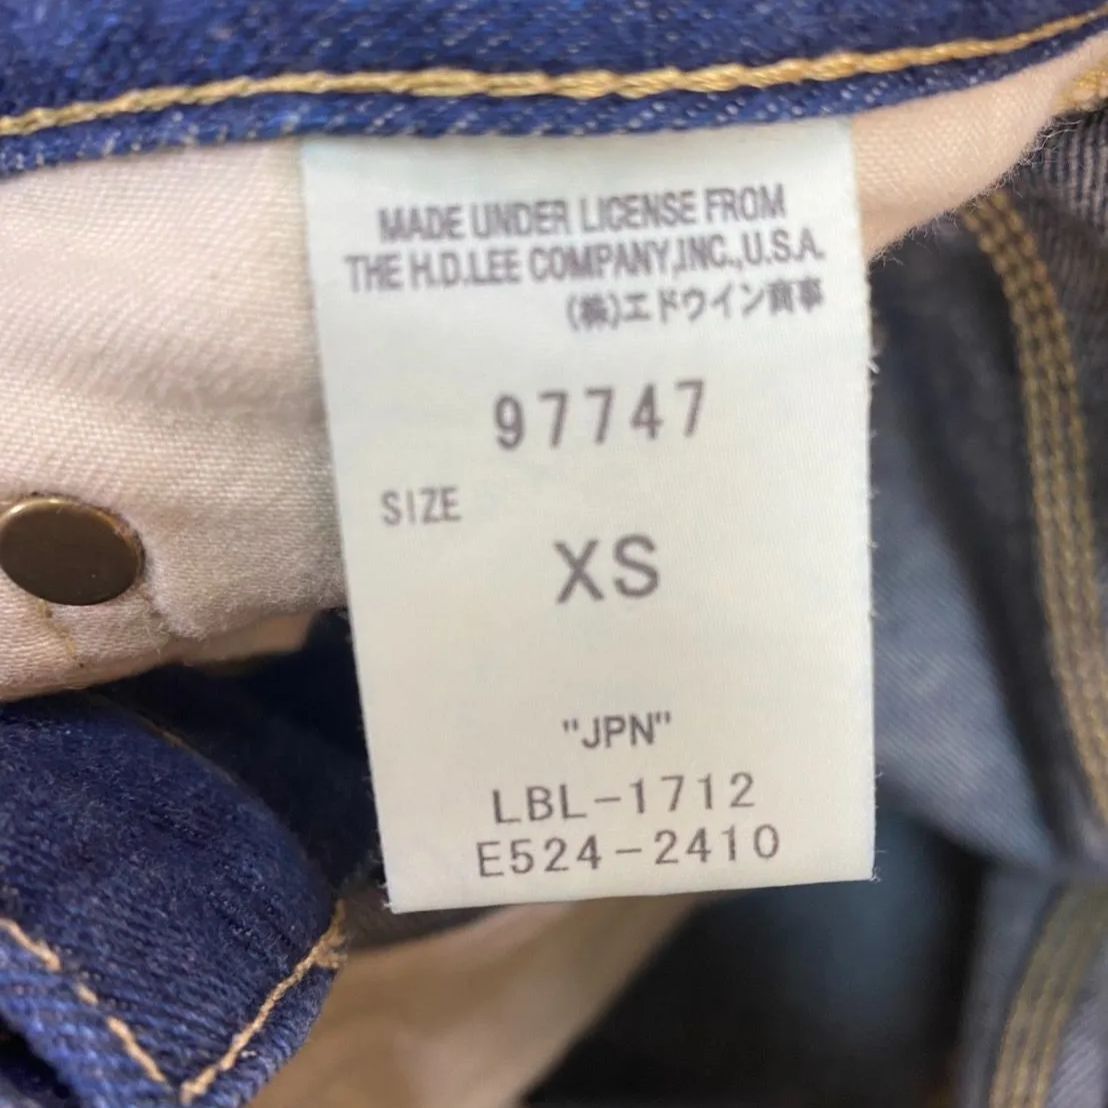 MADE UNDER LICENSE FROM
THE H.D.LEE COMPANY,INC.,U.S.A.
(株)エドウイン商事
97747
SIZE
XS
"JPN"
LBL-1712
E524-2410